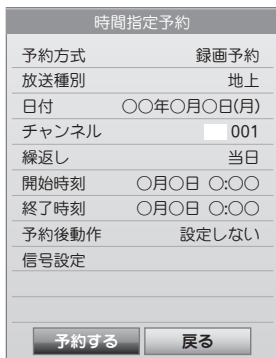 時間指定予約
予約方式 録画予約
放送種別 地上
日付 ○○年○月○日(月)
チャンネル 001
繰返し 当日
開始時刻 ○月○日 ○:○○
終了時刻 ○月○日 ○:○○
予約後動作 設定しない
信号設定
予約する 戻る